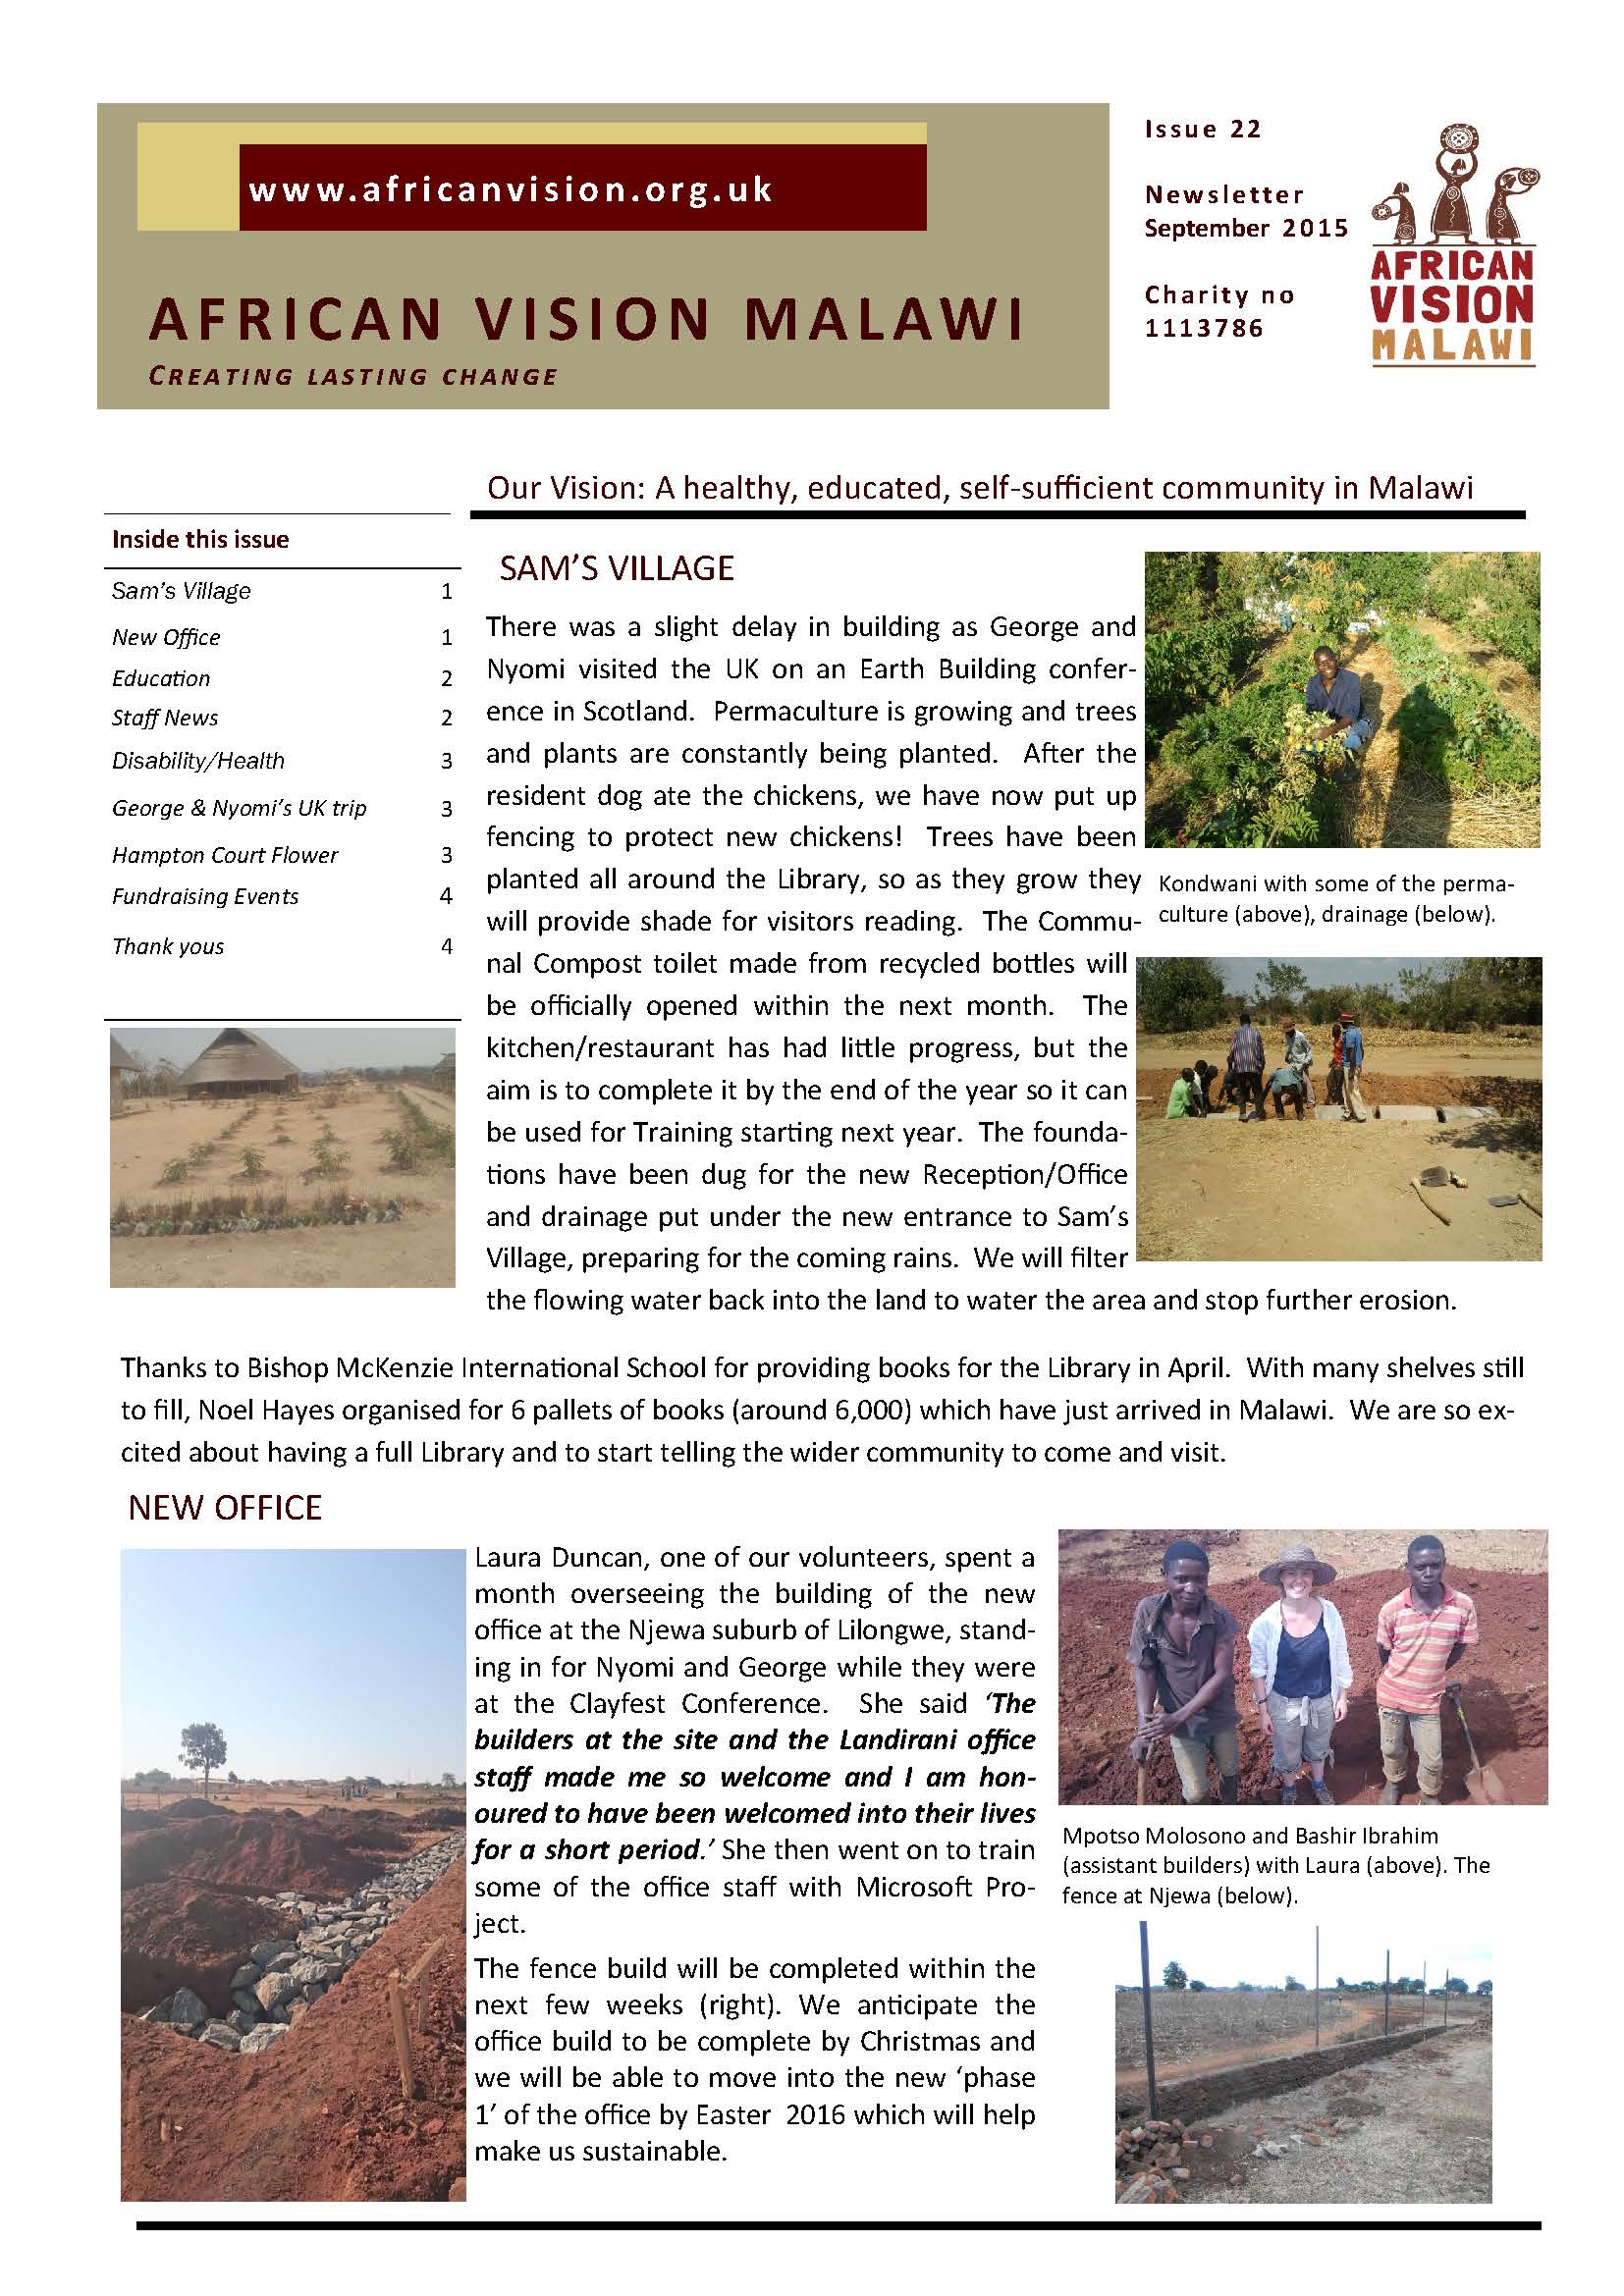 www.africanvision.org.uk
AFRICAN VISION MALAWI
CREATING LASTING CHANGE
Issue 22
Newsletter
September 2015
Charity no
1113786
AFRICAN
VISION
MALAWI
Our Vision: A healthy, educated, self-sufficient community in Malawi
Inside this issue
Sam's Village 1
New Office 1
Education 2
Staff News 2
Disability/Health 3
George & Nyomi's UK trip 3
Hampton Court Flower 3
Fundraising Events 4
Thank yous 4
SAM'S VILLAGE
There was a slight delay in building as George and
Nyomi visited the UK on an Earth Building confer-
ence in Scotland. Permaculture is growing and trees
and plants are constantly being planted. After the
resident dog ate the chickens, we have now put up
fencing to protect new chickens! Trees have been
planted all around the Library, so as they grow they
will provide shade for visitors reading. The Commu-
nal Compost toilet made from recycled bottles will
be officially opened within the next month. The
kitchen/restaurant has had little progress, but the
aim is to complete it by the end of the year so it can
be used for Training starting next year. The founda-
tions have been dug for the new Reception/Office
and drainage put under the new entrance to Sam's
Village, preparing for the coming rains. We will filter
the flowing water back into the land to water the area and stop further erosion.
Kondwani with some of the perma-
culture (above), drainage (below).
Thanks to Bishop McKenzie International School for providing books for the Library in April. With many shelves still
to fill, Noel Hayes organised for 6 pallets of books (around 6,000) which have just arrived in Malawi. We are so ex-
cited about having a full Library and to start telling the wider community to come and visit.
NEW OFFICE
Laura Duncan, one of our volunteers, spent a
month overseeing the building of the new
office at the Njewa suburb of Lilongwe, stand-
ing in for Nyomi and George while they were
at the Clayfest Conference. She said 'The
builders at the site and the Landirani office
staff made me so welcome and I am hon-
oured to have been welcomed into their lives
for a short period.' She then went on to train
some of the office staff with Microsoft Pro-
ject.
The fence build will be completed within the
next few weeks (right). We anticipate the
office build to be complete by Christmas and
we will be able to move into the new 'phase
1' of the office by Easter 2016 which will help
make us sustainable.
Mpotso Molosono and Bashir Ibrahim
(assistant builders) with Laura (above). The
fence at Njewa (below).